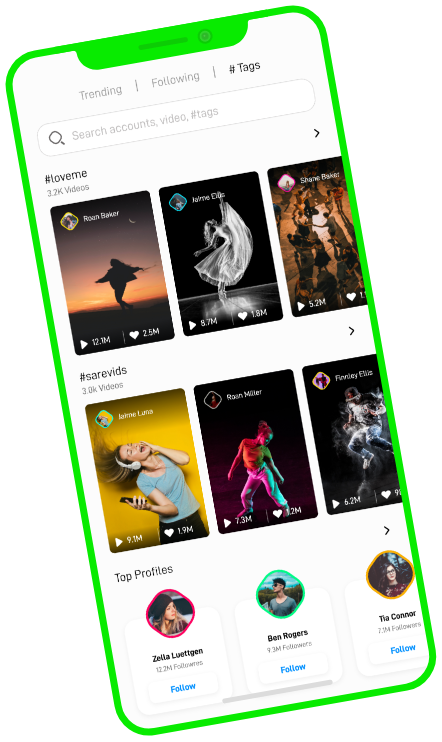 Trending | Following | # Tags
Search accounts, video, #tags
#loveme
3.2K Videos
Roan Baker
Jaime Ellis
Shane Baker
12.1M 2.5M
8.7M 1.8M
5.2M 1.
#sarevids
3.0k Videos
Jaime Luna
Roan Miller
Finnley Ellis
9.1M 1.9M
7.3M 1.2M
6.2M
Top Profiles
Zella Luettgen
12.2M Followres
Follow
Ben Rogers
9.3M Followers
Follow
Tia Connor
7.1M Followers
Follow